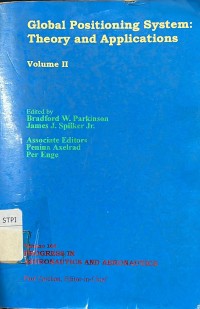 Global Positioning System:
Theory and Applications
Volume II
Edited by
Bradford W. Parkinson
James J. Spilker Jr.
Associate Editors
Penina Axelrad
Per Enge
STPI
PROGRESS IN
ASTRONAUTICS AND AERONAUTICS